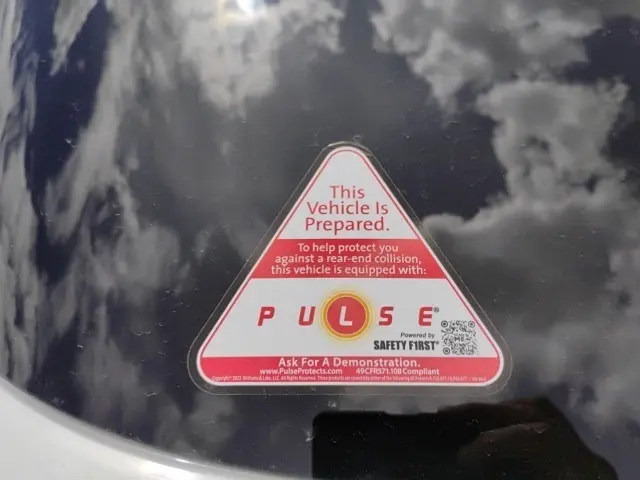 This
Vehicle Is
Prepared.
To help protect you
against a rear-end collision,
this vehicle is equipped with:
PULSE®
Powered by
SAFETY F1RST®
Ask For A Demonstration.
www.PulseProtects.com 49CFR571.108 Compliant